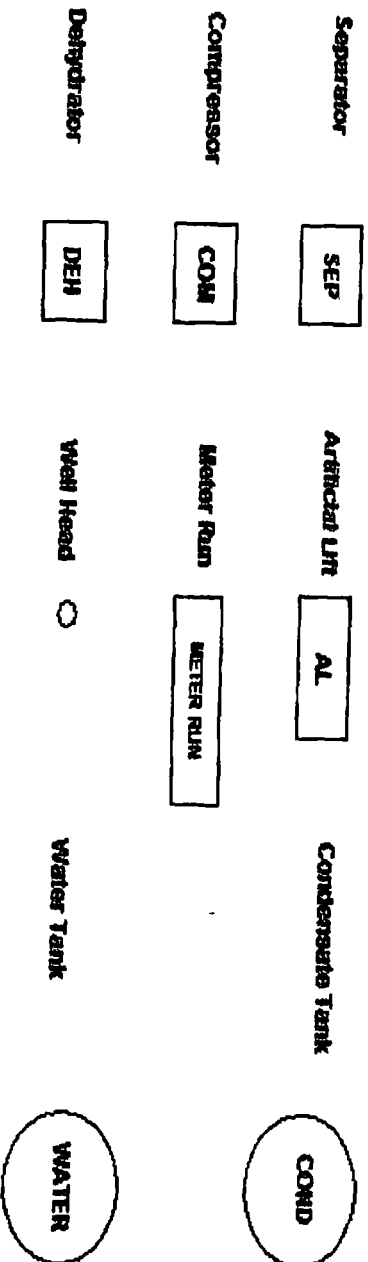 Separator SEP Artificial Lift AL Condensate Tank COND
Compressor COM Meter Run METER RUN
Dehydrator DEH Well Head Water Tank WATER